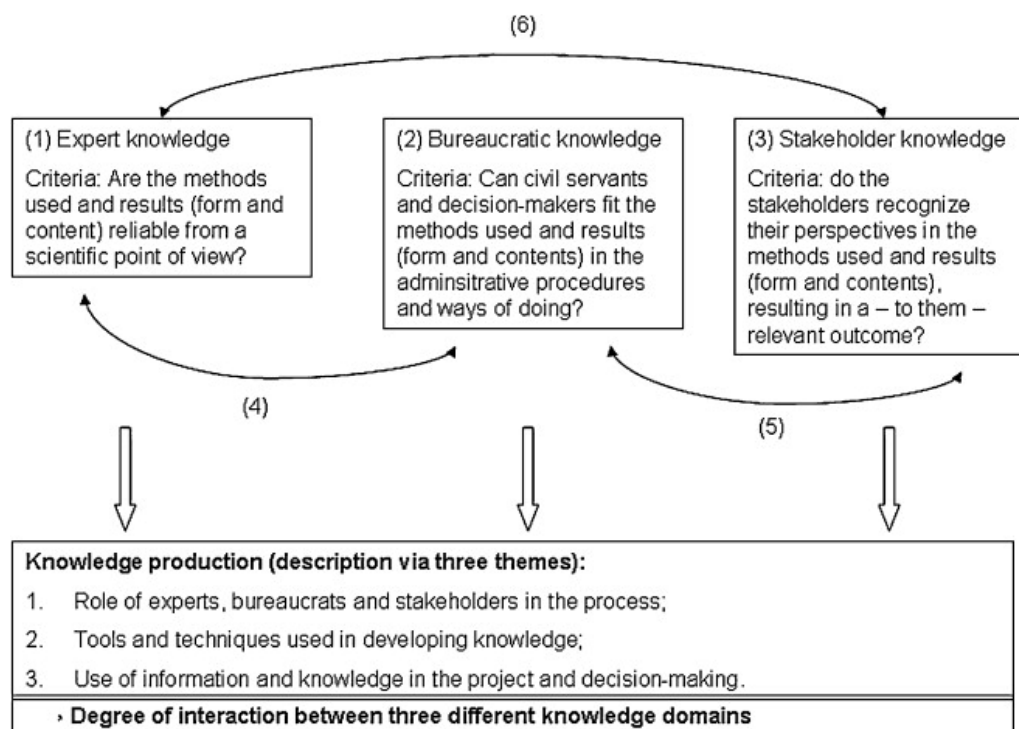 (6)
(1) Expert knowledge
Criteria: Are the methods
used and results (form and
content) reliable from a
scientific point of view?
(2) Bureaucratic knowledge
Criteria: Can civil servants
and decision-makers fit the
methods used and results
(form and contents) in the
adminsitrative procedures
and ways of doing?
(3) Stakeholder knowledge
Criteria: do the
stakeholders recognize
their perspectives in the
methods used and results
(form and contents),
resulting in a – to them –
relevant outcome?
(4)
(5)
Knowledge production (description via three themes):
1. Role of experts, bureaucrats and stakeholders in the process;
2. Tools and techniques used in developing knowledge;
3. Use of information and knowledge in the project and decision-making.
› Degree of interaction between three different knowledge domains